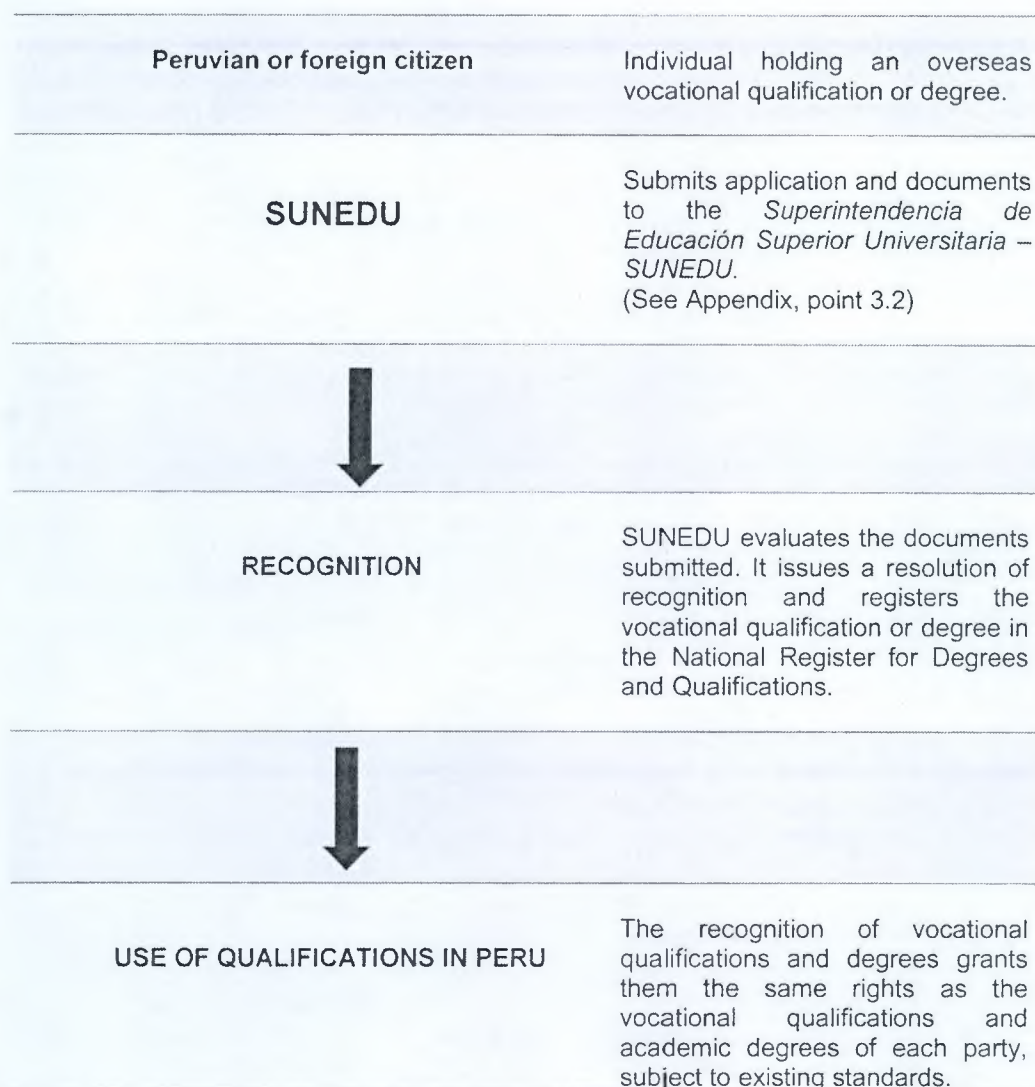 Peruvian or foreign citizen
Individual holding an overseas
vocational qualification or degree.
SUNEDU
Submits application and documents
to the Superintendencia de
Educación Superior Universitaria –
SUNEDU.
(See Appendix, point 3.2)
RECOGNITION
SUNEDU evaluates the documents
submitted. It issues a resolution of
recognition and registers the
vocational qualification or degree in
the National Register for Degrees
and Qualifications.
USE OF QUALIFICATIONS IN PERU
The recognition of vocational
qualifications and degrees grants
them the same rights as the
vocational qualifications and
academic degrees of each party,
subject to existing standards.